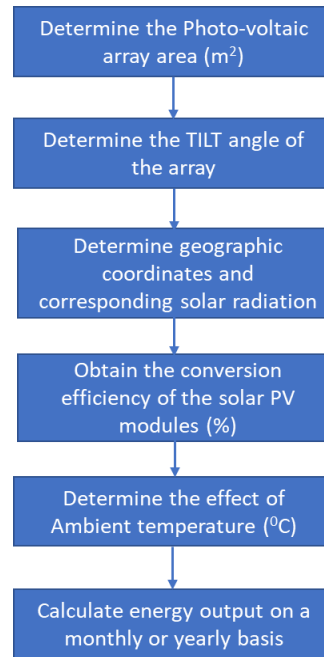 Determine the Photo-voltaic
array area (m²)
Determine the TILT angle of
the array
Determine geographic
coordinates and
corresponding solar radiation
Obtain the conversion
efficiency of the solar PV
modules (%)
Determine the effect of
Ambient temperature (⁰C)
Calculate energy output on a
monthly or yearly basis